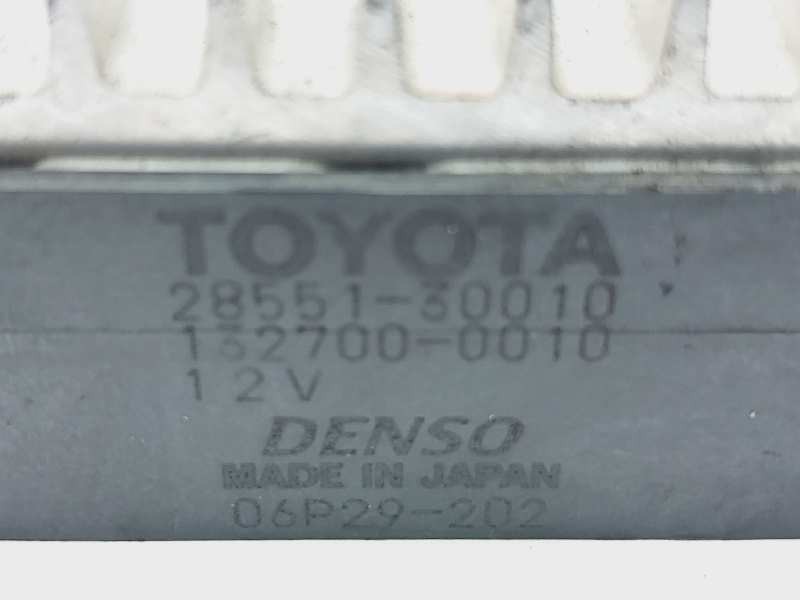 TOYOTA
28551-30010
132700-0010
12V
DENSO
MADE IN JAPAN
06P29-202